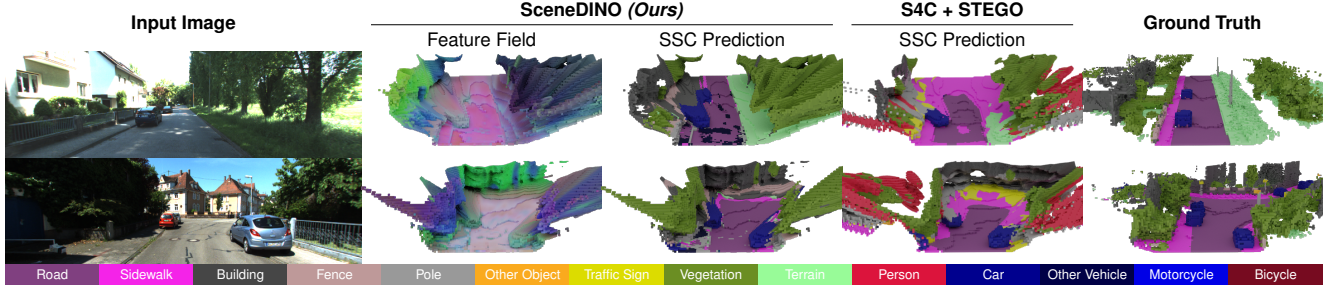 Input Image
SceneDINO (Ours)
S4C + STEGO
Ground Truth
Feature Field
SSC Prediction
SSC Prediction
Road
Sidewalk
Building
Fence
Pole
Other Object
Traffic Sign
Vegetation
Terrain
Person
Car
Other Vehicle
Motorcycle
Bicycle